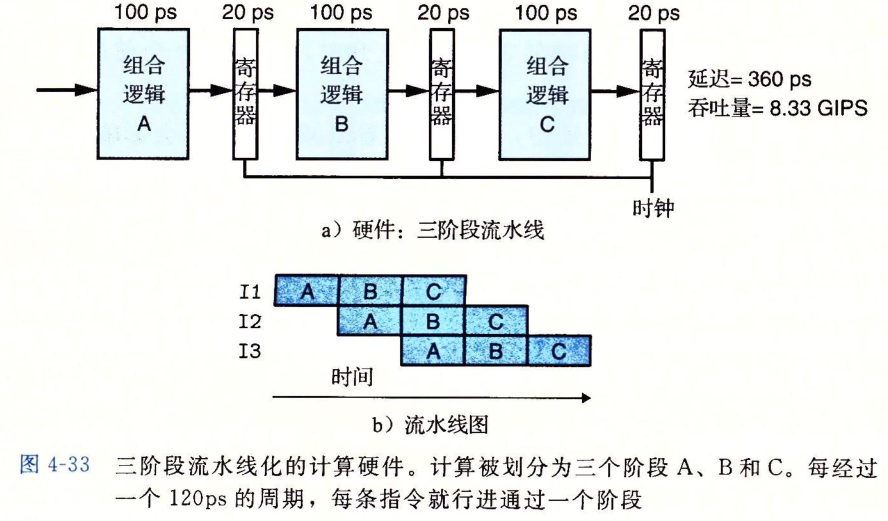 100 ps 20 ps 100 ps 20 ps 100 ps 20 ps
组合逻辑 A
寄存器
组合逻辑 B
寄存器
组合逻辑 C
寄存器
延迟= 360 ps
吞吐量= 8.33 GIPS
时钟
a）硬件：三阶段流水线
I1 A B C
I2 A B C
I3 A B C
时间
b）流水线图
图 4-33 三阶段流水线化的计算硬件。计算被划分为三个阶段 A、B和C。每经过
一个 120ps 的周期，每条指令就行进通过一个阶段